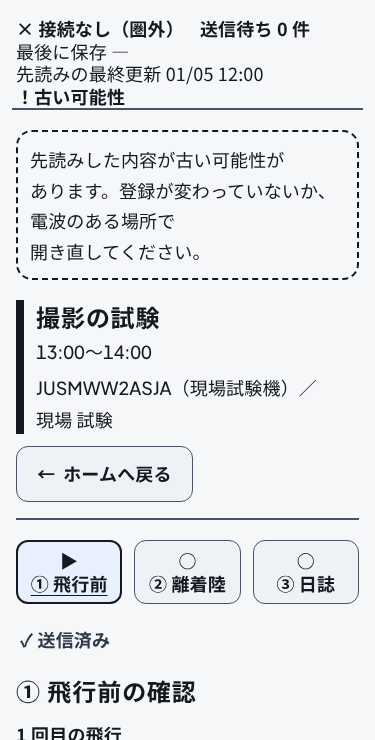 × 接続なし（圏外） 送信待ち 0 件
最後に保存 —
先読みの最終更新 01/05 12:00
！古い可能性
先読みした内容が古い可能性が
あります。登録が変わっていないか、
電波のある場所で
開き直してください。
撮影の試験
13:00〜14:00
JUSMWW2ASJA（現場試験機）／
現場 試験
← ホームへ戻る
▶ ○ ○
① 飛行前 ② 離着陸 ③ 日誌
✓ 送信済み
① 飛行前の確認
1 回目の飛行